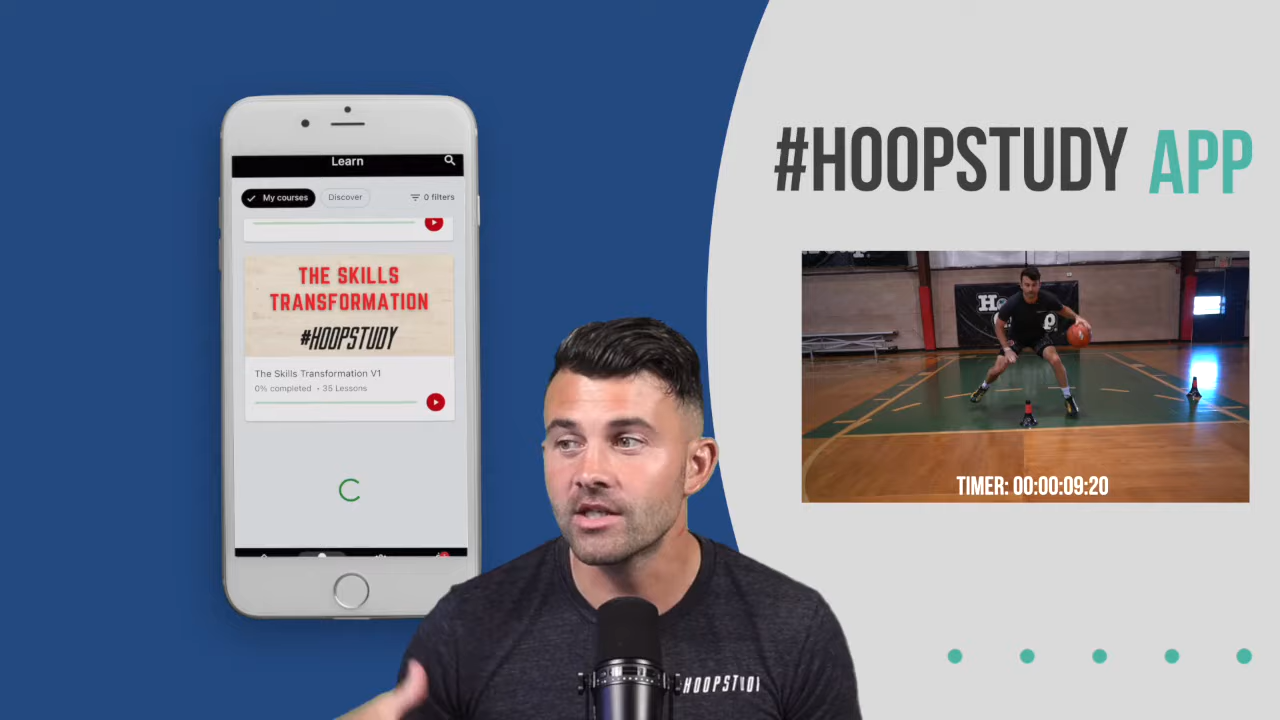 Learn
My courses
Discover
0 filters
THE SKILLS
TRANSFORMATION
#HOOPSTUDY
The Skills Transformation V1
0% completed • 35 Lessons
#HOOPSTUDY APP
TIMER: 00:00:09:20
HOOPSTUDY